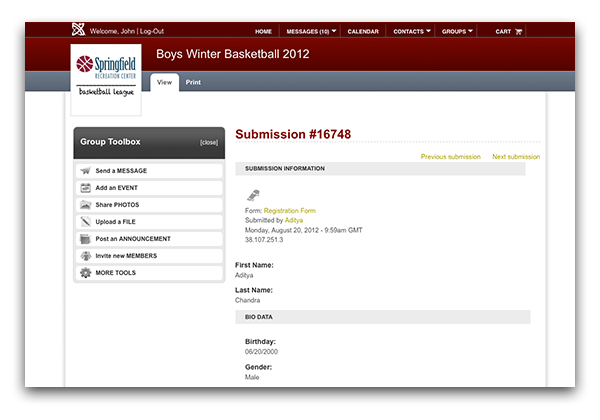 Welcome, John | Log-Out
HOME MESSAGES (10) CALENDAR CONTACTS GROUPS CART
Springfield
RECREATION CENTER
basketball league
Boys Winter Basketball 2012
View Print
Group Toolbox [close]
Send a MESSAGE
Add an EVENT
Share PHOTOS
Upload a FILE
Post an ANNOUNCEMENT
Invite new MEMBERS
MORE TOOLS
Submission #16748
Previous submission Next submission
SUBMISSION INFORMATION
Form: Registration Form
Submitted by Aditya
Monday, August 20, 2012 - 9:59am GMT
38.107.251.3
First Name:
Aditya
Last Name:
Chandra
BIO DATA
Birthday:
06/20/2000
Gender:
Male